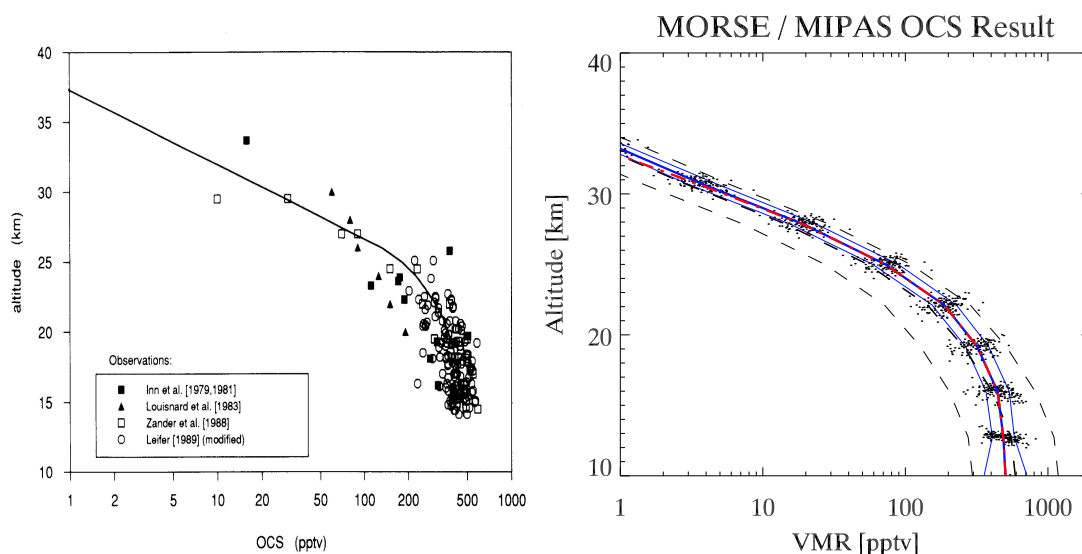 40
35
30
25
20
15
10
altitude (km)
1 2 5 10 20 50 100 200 500 1000
OCS (pptv)
Observations:
Inn et al. [1979,1981]
Louisnard et al. [1983]
Zander et al. [1988]
Leifer [1989] (modified)
MORSE / MIPAS OCS Result
40
30
20
10
Altitude [km]
1 10 100 1000
VMR [pptv]